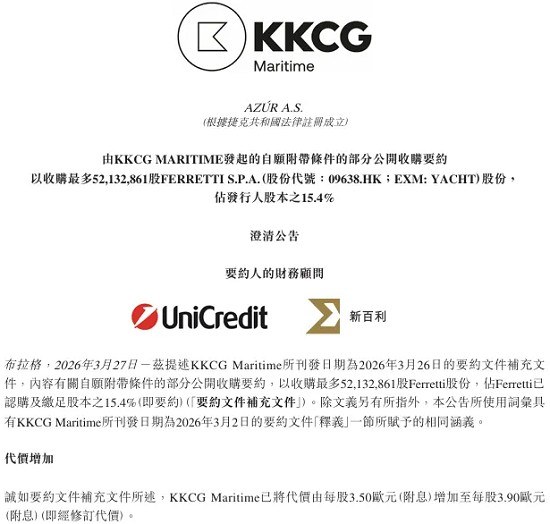 KKCG
Maritime
AZÚR A.S.
(根據捷克共和國法律註冊成立)
由KKCG MARITIME發起的自願附帶條件的部分公開收購要約
以收購最多52,132,861股FERRETTI S.P.A.(股份代號：09638.HK；EXM: YACHT)股份，
佔發行人股本之15.4%
澄清公告
要約人的財務顧問
UniCredit
新百利
布拉格，2026年3月27日－茲提述KKCG Maritime所刊發日期為2026年3月26日的要約文件補充文
件，內容有關自願附帶條件的部分公開收購要約，以收購最多52,132,861股Ferretti股份，佔Ferretti已
認購及繳足股本之15.4%(即要約)(「要約文件補充文件」)。除文義另有所指外，本公告所使用詞彙具
有KKCG Maritime所刊發日期為2026年3月2日的要約文件「釋義」一節所賦予的相同涵義。
代價增加
誠如要約文件補充文件所述，KKCG Maritime已將代價由每股3.50歐元(附息)增加至每股3.90歐元
(附息)(即經修訂代價)。